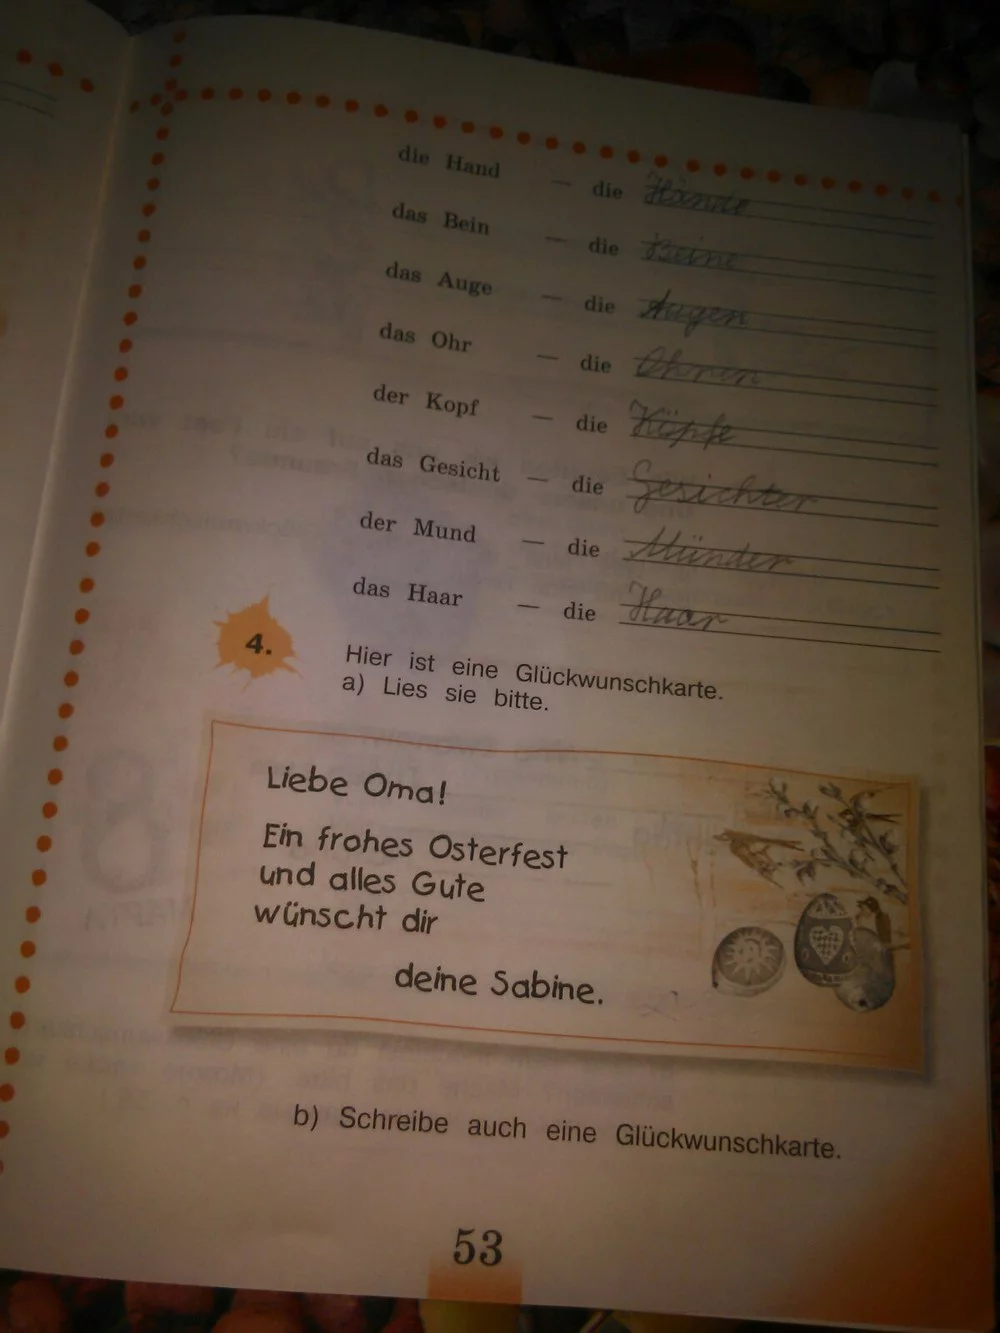 die Hand — die Hände
das Bein — die Beine
das Auge — die Augen
das Ohr — die Ohren
der Kopf — die Köpfe
das Gesicht — die Gesichter
der Mund — die Münder
das Haar — die Haar
4. Hier ist eine Glückwunschkarte.
a) Lies sie bitte.
Liebe Oma!
Ein frohes Osterfest
und alles Gute
wünscht dir
deine Sabine.
b) Schreibe auch eine Glückwunschkarte.
53